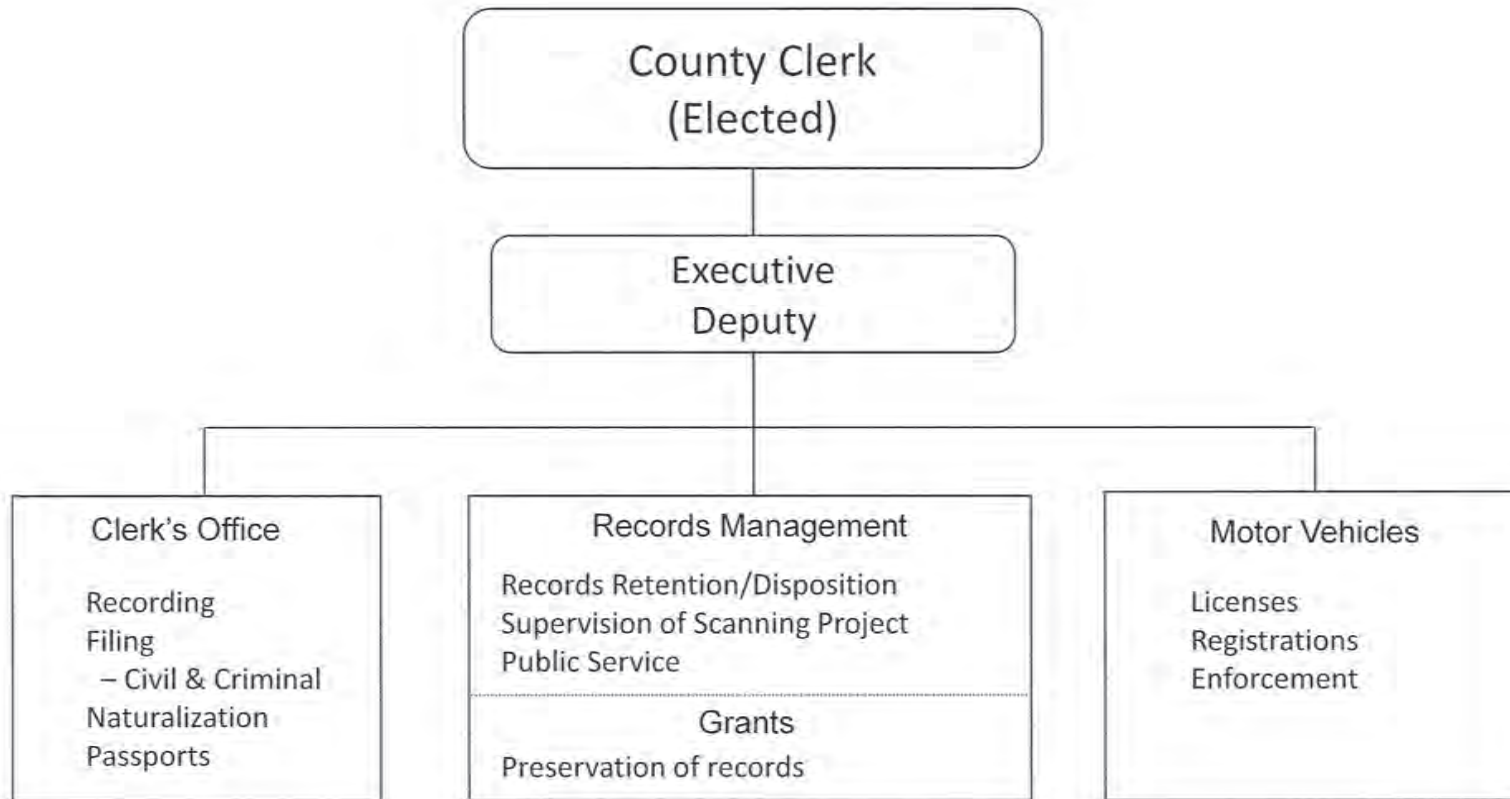 County Clerk
(Elected)
Executive
Deputy
Clerk's Office
Recording
Filing
– Civil & Criminal
Naturalization
Passports
Records Management
Records Retention/Disposition
Supervision of Scanning Project
Public Service
Grants
Preservation of records
Motor Vehicles
Licenses
Registrations
Enforcement